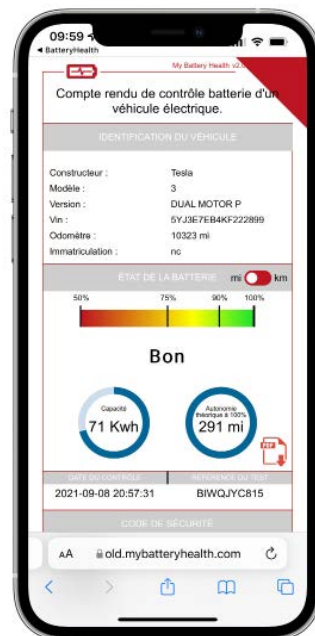 09:59
◀ BatteryHealth
My Battery Health
Compte rendu de contrôle batterie d'un
véhicule électrique.
IDENTIFICATION DU VÉHICULE
Constructeur : Tesla
Modèle : 3
Version : DUAL MOTOR P
Vin : 5YJ3E7EB4KF222899
Odomètre : 10323 mi
Immatriculation : nc
ÉTAT DE LA BATTERIE mi km
50% 75% 90% 100%
Bon
Capacité
71 Kwh
Autonomie
théorique à 100%
291 mi
PDF
DATE DU CONTRÔLE RÉFÉRENCE DU TEST
2021-09-08 20:57:31 BIWQJYC815
CODE DE SÉCURITÉ
AA old.mybatteryhealth.com